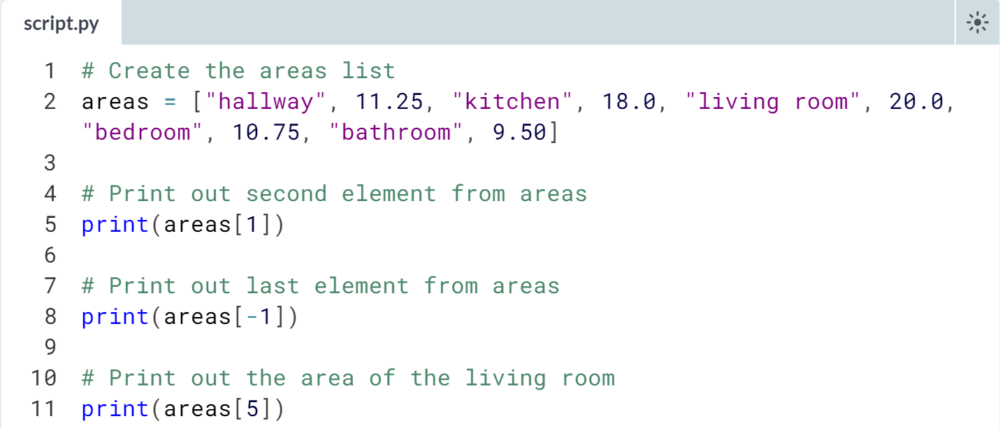 script.py
1 # Create the areas list
2 areas = ["hallway", 11.25, "kitchen", 18.0, "living room", 20.0,
"bedroom", 10.75, "bathroom", 9.50]
3
4 # Print out second element from areas
5 print(areas[1])
6
7 # Print out last element from areas
8 print(areas[-1])
9
10 # Print out the area of the living room
11 print(areas[5])